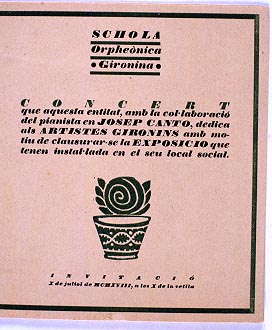 SCHOLA
Orpheònica
• Gironina •
CONCERT
que aquesta entitat, amb la col·laboració
del pianista en JOSEP CANTO, dedica
als ARTISTES GIRONINS amb mo-
tiu de clausurar-se la EXPOSICIO que
tenen instal·lada en el seu local social.
INVITACIÓ
X de juliol de MCMXVIII, a les X de la vetlla